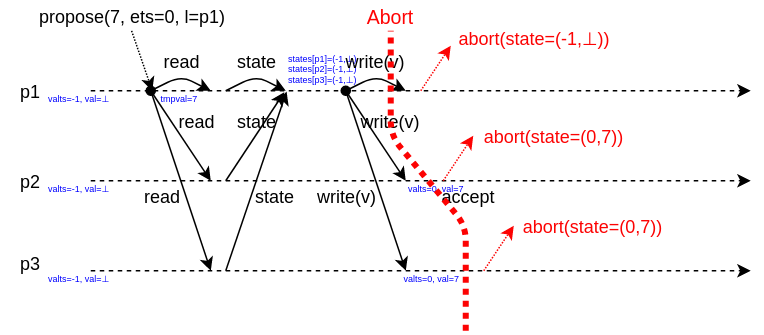 propose(7, ets=0, l=p1)
Abort
abort(state=(-1,⊥))
read
state
states[p1]=(-1,⊥)
states[p2]=(-1,⊥)
states[p3]=(-1,⊥)
write(v)
p1
valts=-1, val=⊥
tmpval=7
read
state
write(v)
abort(state=(0,7))
p2
valts=-1, val=⊥
valts=0, val=7
read
state
write(v)
accept
abort(state=(0,7))
p3
valts=-1, val=⊥
valts=0, val=7